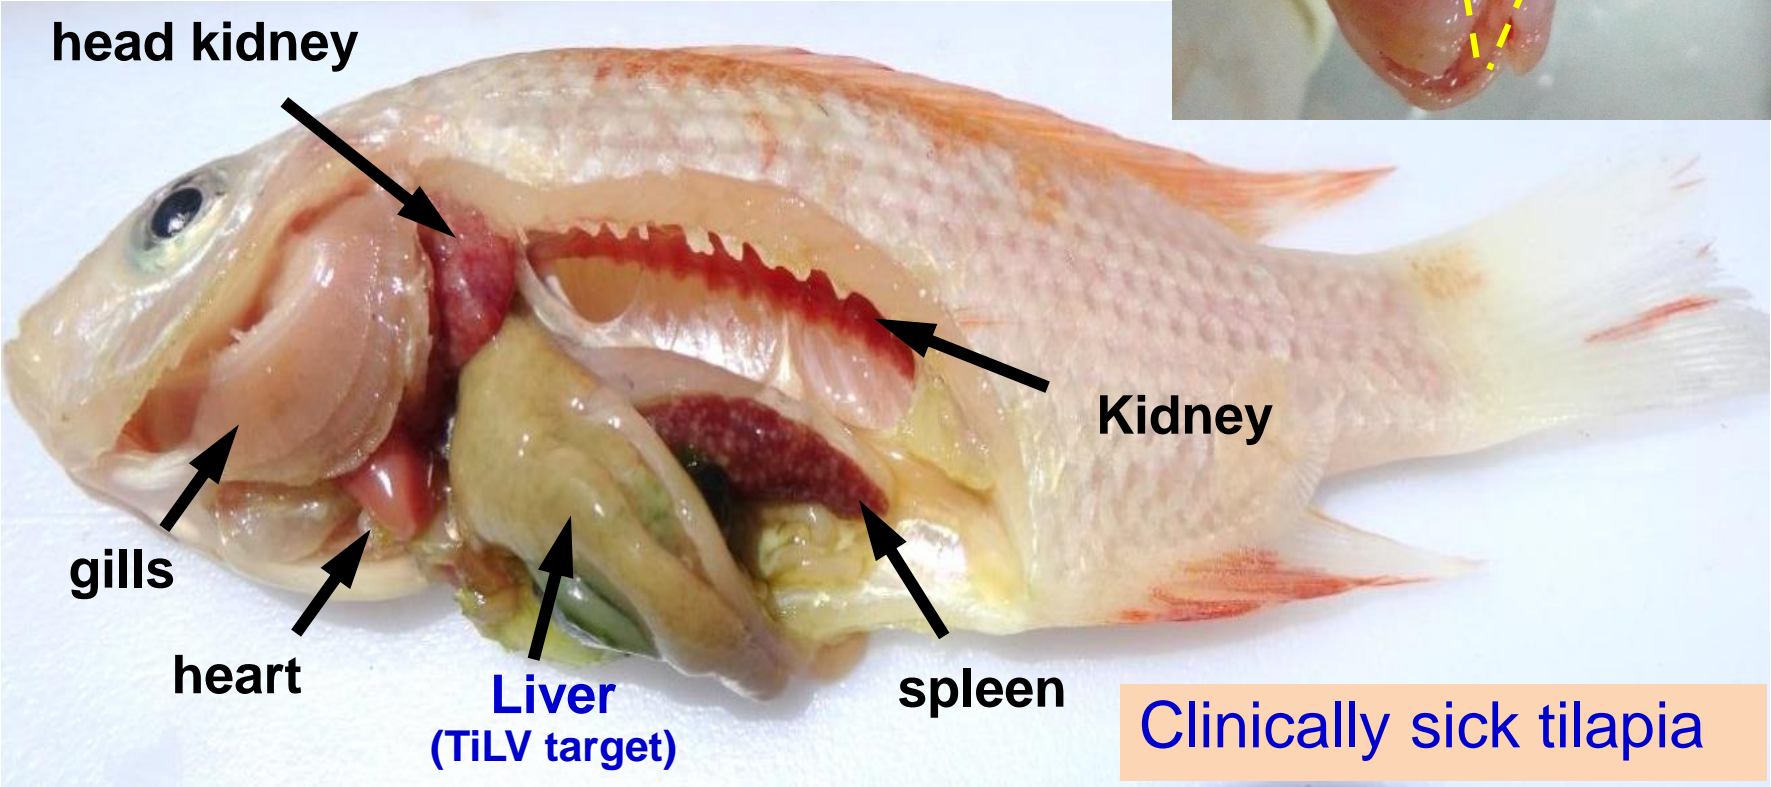 head kidney
Kidney
gills
heart
Liver
(TiLV target)
spleen
Clinically sick tilapia